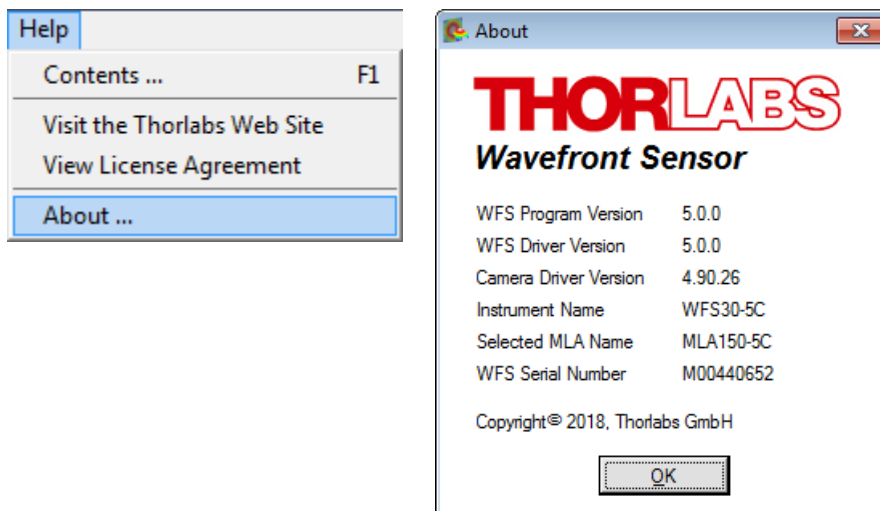 Help
Contents ... F1
Visit the Thorlabs Web Site
View License Agreement
About ...
About
THORLABS
Wavefront Sensor
WFS Program Version 5.0.0
WFS Driver Version 5.0.0
Camera Driver Version 4.90.26
Instrument Name WFS30-5C
Selected MLA Name MLA150-5C
WFS Serial Number M00440652
Copyright© 2018, Thorlabs GmbH
OK